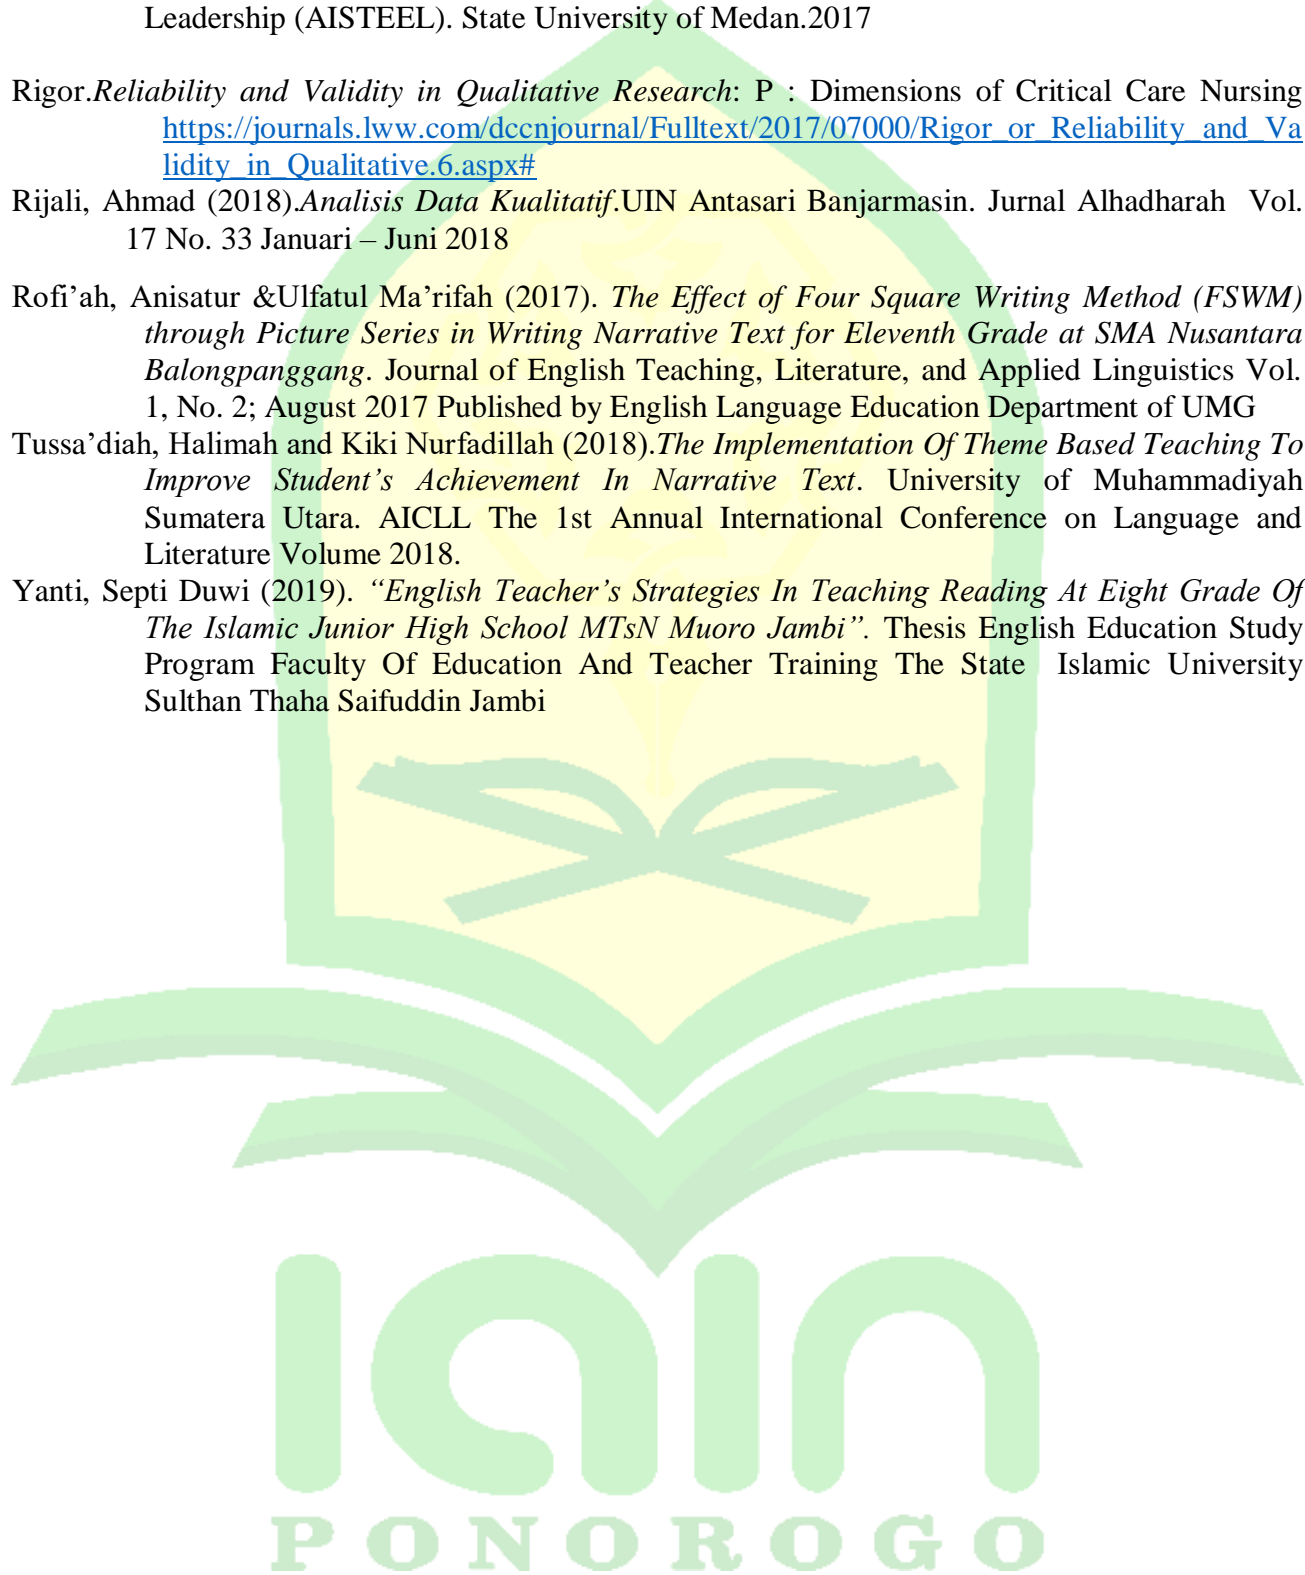 Leadership (AISTEEL). State University of Medan.2017
Rigor.Reliability and Validity in Qualitative Research: P : Dimensions of Critical Care Nursing
https://journals.lww.com/dccnjournal/Fulltext/2017/07000/Rigor_or_Reliability_and_Va
lidity_in_Qualitative.6.aspx#
Rijali, Ahmad (2018).Analisis Data Kualitatif.UIN Antasari Banjarmasin. Jurnal Alhadharah Vol.
17 No. 33 Januari – Juni 2018
Rofi’ah, Anisatur &Ulfatul Ma’rifah (2017). The Effect of Four Square Writing Method (FSWM)
through Picture Series in Writing Narrative Text for Eleventh Grade at SMA Nusantara
Balongpanggang. Journal of English Teaching, Literature, and Applied Linguistics Vol.
1, No. 2; August 2017 Published by English Language Education Department of UMG
Tussa’diah, Halimah and Kiki Nurfadillah (2018).The Implementation Of Theme Based Teaching To
Improve Student’s Achievement In Narrative Text. University of Muhammadiyah
Sumatera Utara. AICLL The 1st Annual International Conference on Language and
Literature Volume 2018.
Yanti, Septi Duwi (2019). “English Teacher’s Strategies In Teaching Reading At Eight Grade Of
The Islamic Junior High School MTsN Muoro Jambi”. Thesis English Education Study
Program Faculty Of Education And Teacher Training The State Islamic University
Sulthan Thaha Saifuddin Jambi
iain
PONOROGO